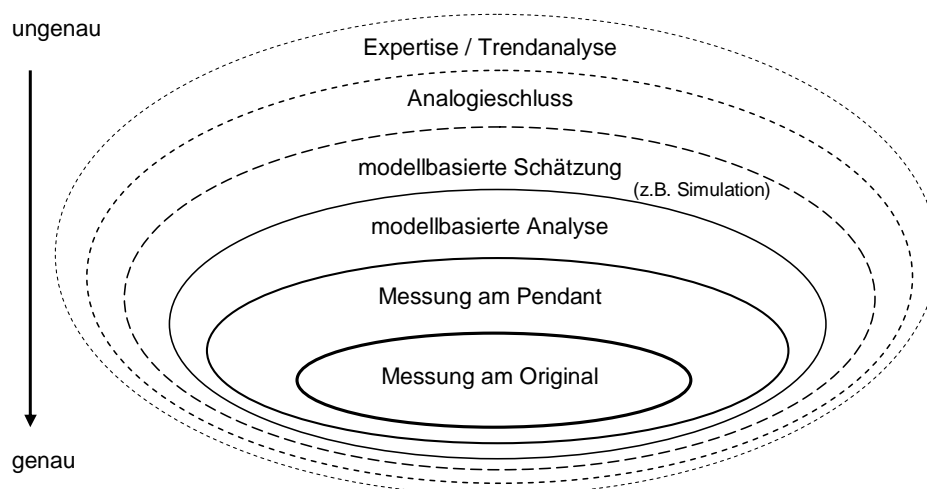 ungenau
Expertise / Trendanalyse
Analogieschluss
modellbasierte Schätzung
(z.B. Simulation)
modellbasierte Analyse
Messung am Pendant
Messung am Original
genau